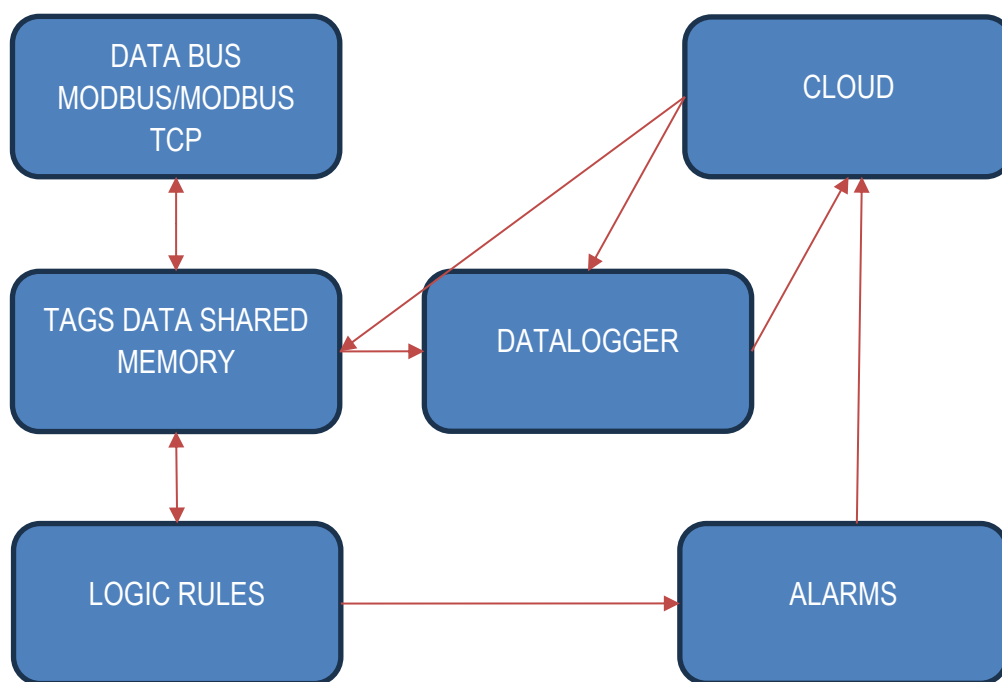 DATA BUS
MODBUS/MODBUS
TCP
CLOUD
TAGS DATA SHARED
MEMORY
DATALOGGER
LOGIC RULES
ALARMS